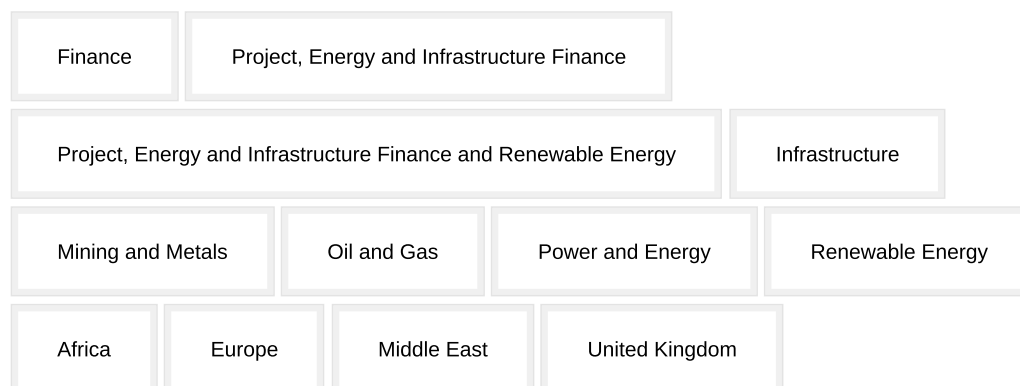 Finance Project, Energy and Infrastructure Finance
Project, Energy and Infrastructure Finance and Renewable Energy Infrastructure
Mining and Metals Oil and Gas Power and Energy Renewable Energy
Africa Europe Middle East United Kingdom